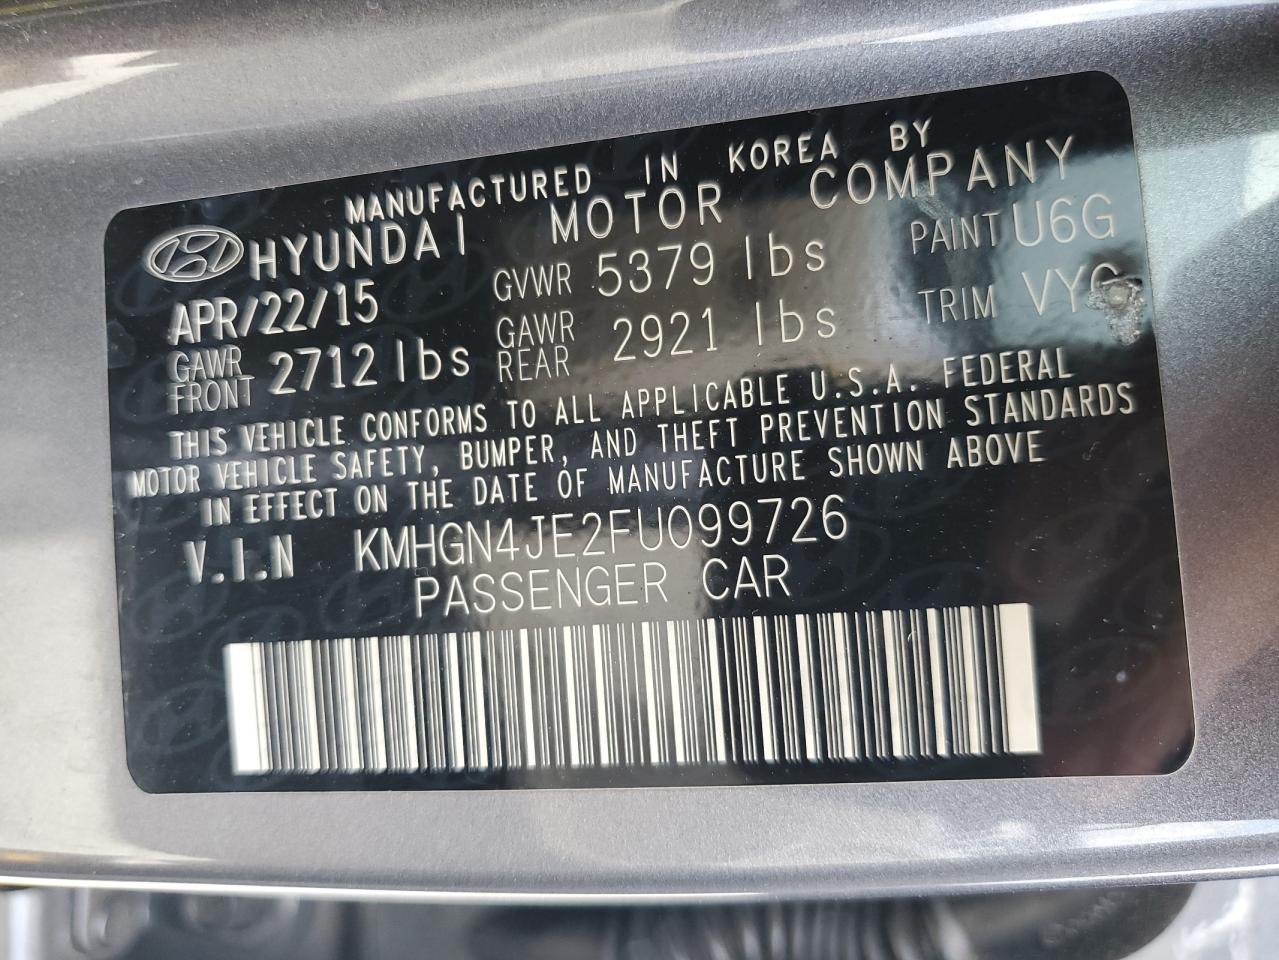 MANUFACTURED IN KOREA BY
HYUNDAI MOTOR COMPANY
APR/22/15 GVWR 5379 lbs PAINT U6G
GAWR FRONT 2712 lbs GAWR REAR 2921 lbs TRIM
THIS VEHICLE CONFORMS TO ALL APPLICABLE U.S.A. FEDERAL
MOTOR VEHICLE SAFETY, BUMPER, AND THEFT PREVENTION STANDARDS
IN EFFECT ON THE DATE OF MANUFACTURE SHOWN ABOVE
V.I.N KMHGN4JE2FU099726
PASSENGER CAR